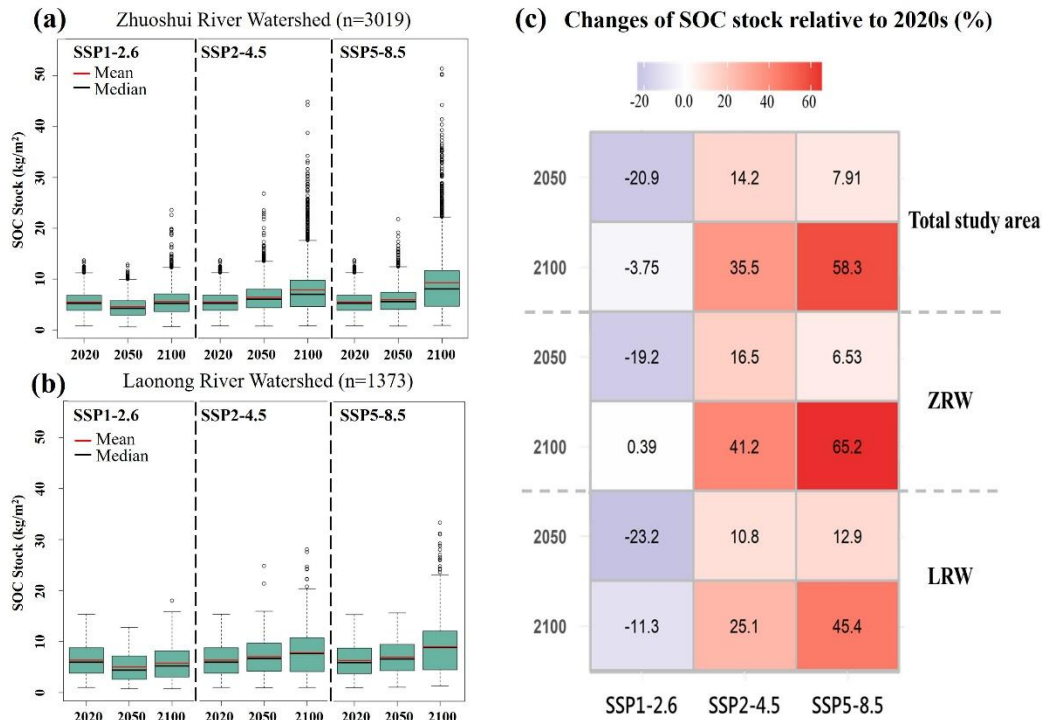 (a) Zhuoshui River Watershed (n=3019)
SSP1-2.6 SSP2-4.5 SSP5-8.5
Mean
Median
SOC Stock (kg/m²)
50
40
30
20
10
0
2020 2050 2100 2020 2050 2100 2020 2050 2100
(b) Laonong River Watershed (n=1373)
SSP1-2.6 SSP2-4.5 SSP5-8.5
Mean
Median
SOC Stock (kg/m²)
50
40
30
20
10
0
2020 2050 2100 2020 2050 2100 2020 2050 2100
(c) Changes of SOC stock relative to 2020s (%)
-20 0.0 20 40 60
2050 -20.9 14.2 7.91
Total study area
2100 -3.75 35.5 58.3
2050 -19.2 16.5 6.53
ZRW
2100 0.39 41.2 65.2
2050 -23.2 10.8 12.9
LRW
2100 -11.3 25.1 45.4
SSP1-2.6 SSP2-4.5 SSP5-8.5